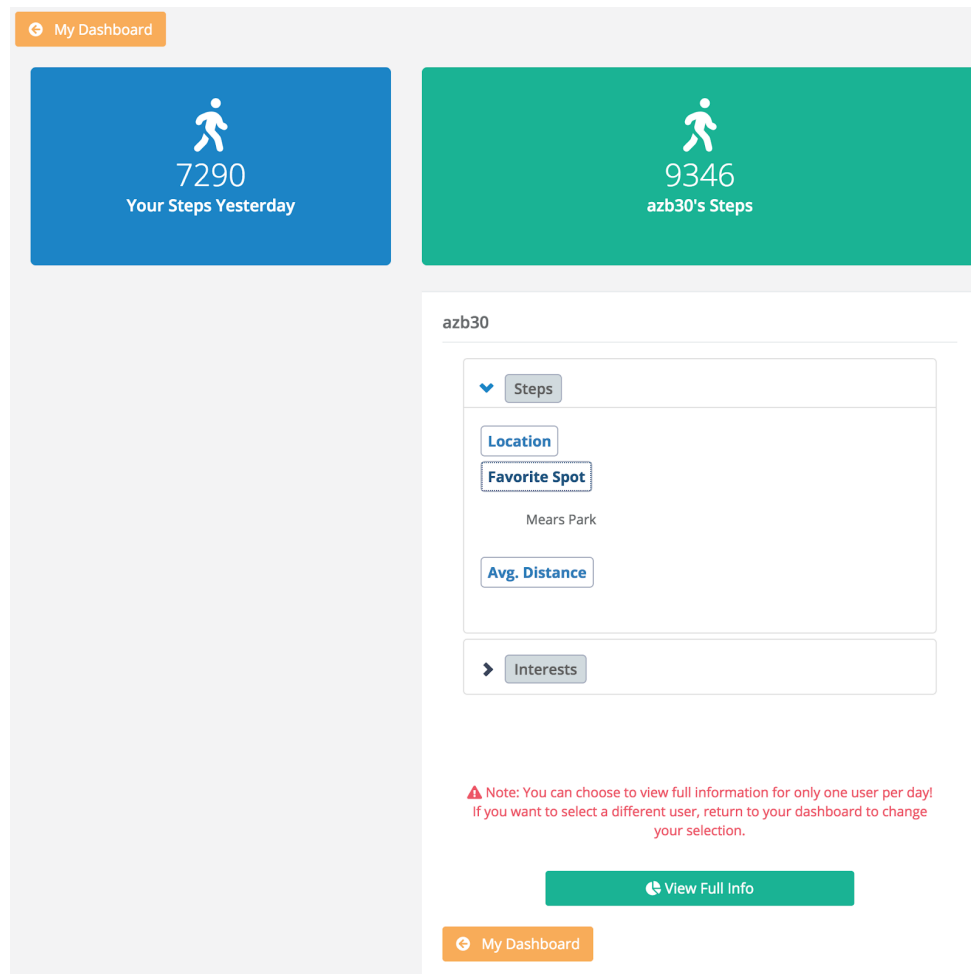 My Dashboard
7290
Your Steps Yesterday
9346
azb30's Steps
azb30
Steps
Location
Favorite Spot
Mears Park
Avg. Distance
Interests
Note: You can choose to view full information for only one user per day!
If you want to select a different user, return to your dashboard to change
your selection.
View Full Info
My Dashboard